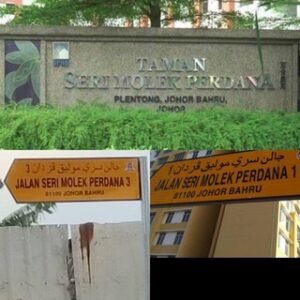 TAMAN
SERI MOLEK PERDANA
PLENTONG, JOHOR BAHRU,
JOHOR
جالن سري موليق ڤردان 3
JALAN SERI MOLEK PERDANA 3
81100 JOHOR BAHRU
جالن سري موليق ڤردان 1
JALAN SERI MOLEK PERDANA 1
81100 JOHOR BAHRU